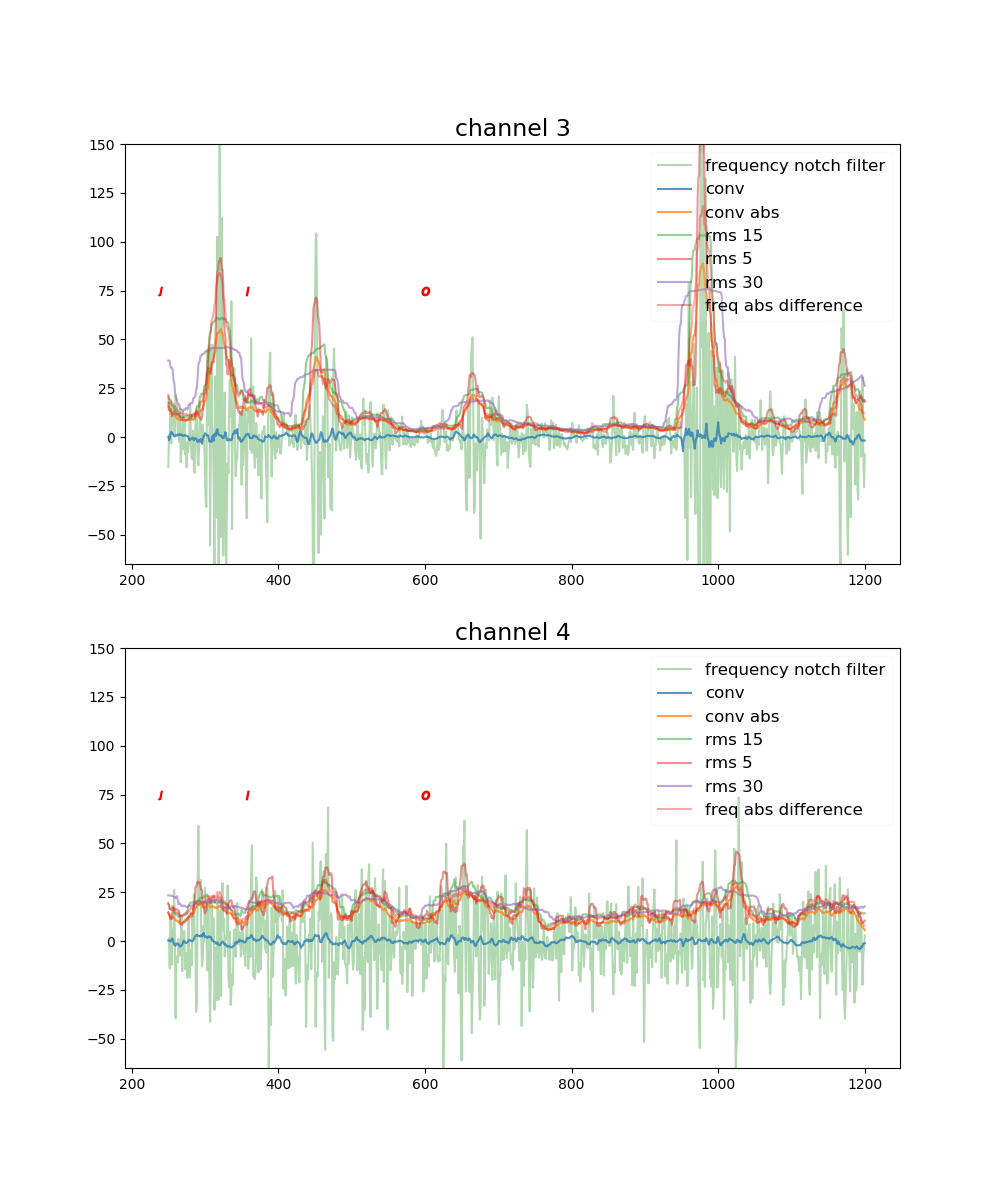 channel 3
150
125
100
75
50
25
0
−25
−50
200 400 600 800 1000 1200
frequency notch filter
conv
conv abs
rms 15
rms 5
rms 30
freq abs difference
J I O
channel 4
150
125
100
75
50
25
0
−25
−50
200 400 600 800 1000 1200
frequency notch filter
conv
conv abs
rms 15
rms 5
rms 30
freq abs difference
J I O